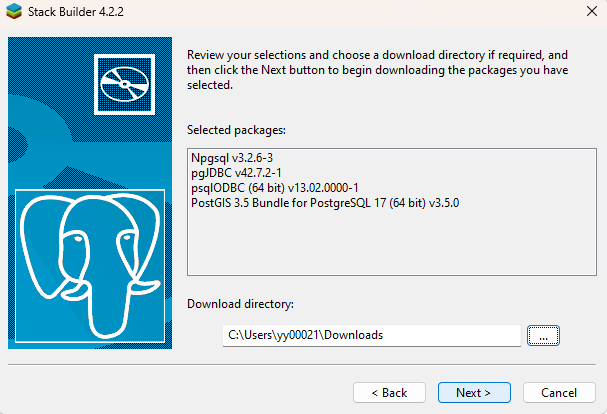 Stack Builder 4.2.2
Review your selections and choose a download directory if required, and
then click the Next button to begin downloading the packages you have
selected.
Selected packages:
Npgsql v3.2.6-3
pgJDBC v42.7.2-1
psqlODBC (64 bit) v13.02.0000-1
PostGIS 3.5 Bundle for PostgreSQL 17 (64 bit) v3.5.0
Download directory:
C:\Users\yy00021\Downloads
...
< Back
Next >
Cancel